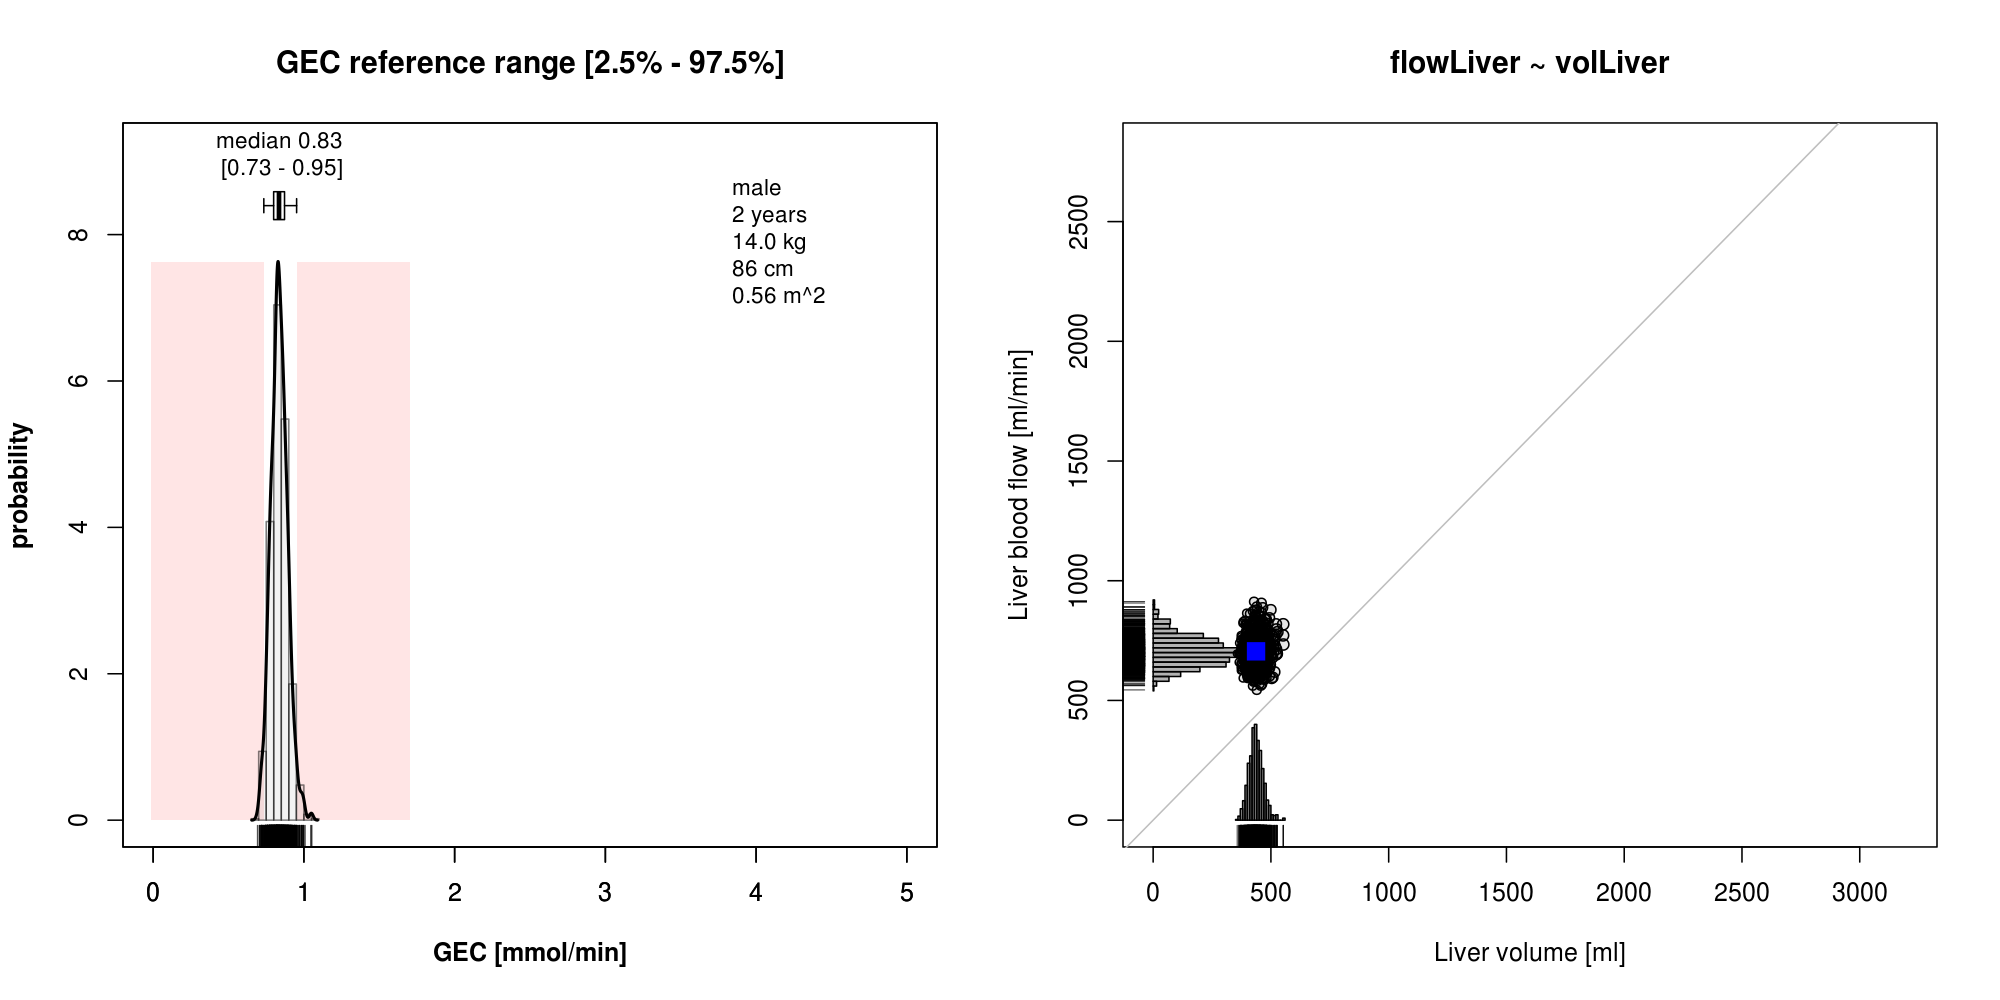 GEC reference range [2.5% - 97.5%]
median 0.83
[0.73 - 0.95]
male
2 years
14.0 kg
86 cm
0.56 m^2
probability
8
6
4
2
0
0 1 2 3 4 5
GEC [mmol/min]
flowLiver ~ volLiver
Liver blood flow [ml/min]
2500
2000
1500
1000
500
0
0 500 1000 1500 2000 2500 3000
Liver volume [ml]